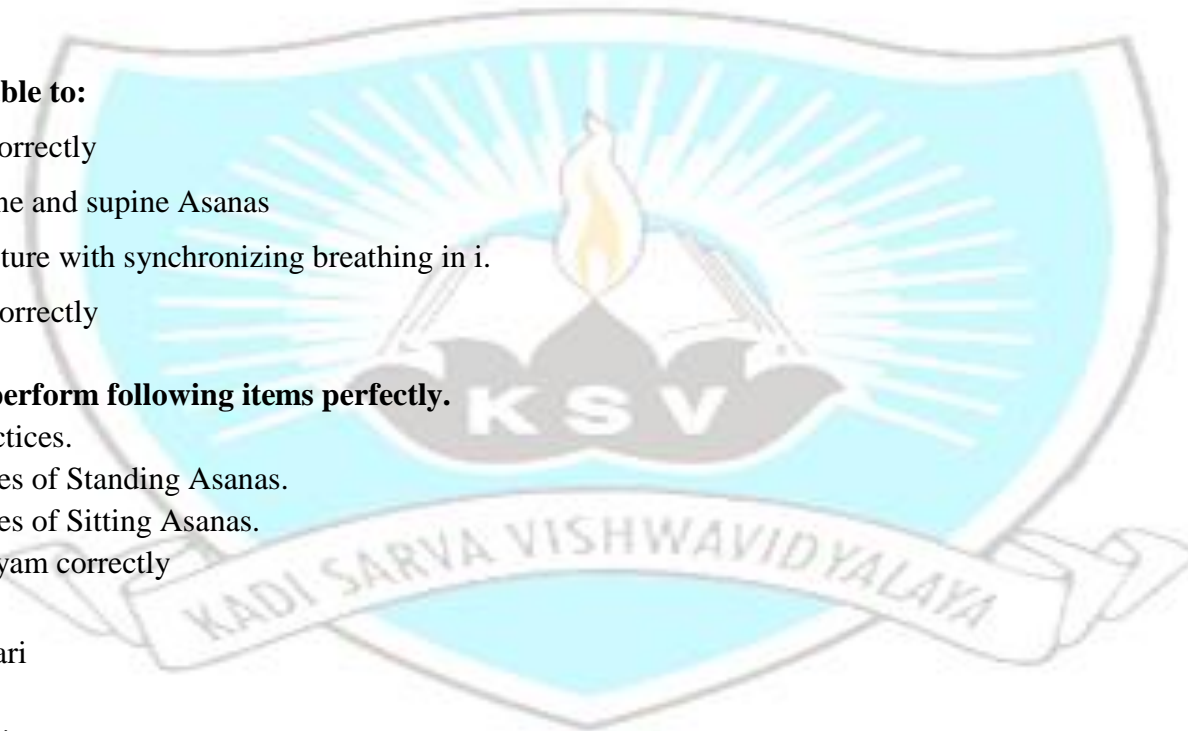 ble to:
orrectly
ne and supine Asanas
ture with synchronizing breathing in i.
orrectly
perform following items perfectly.
ctices.
es of Standing Asanas.
es of Sitting Asanas.
yam correctly
ari
KSV
KADI SARVA VISHWAVIDYALAYA